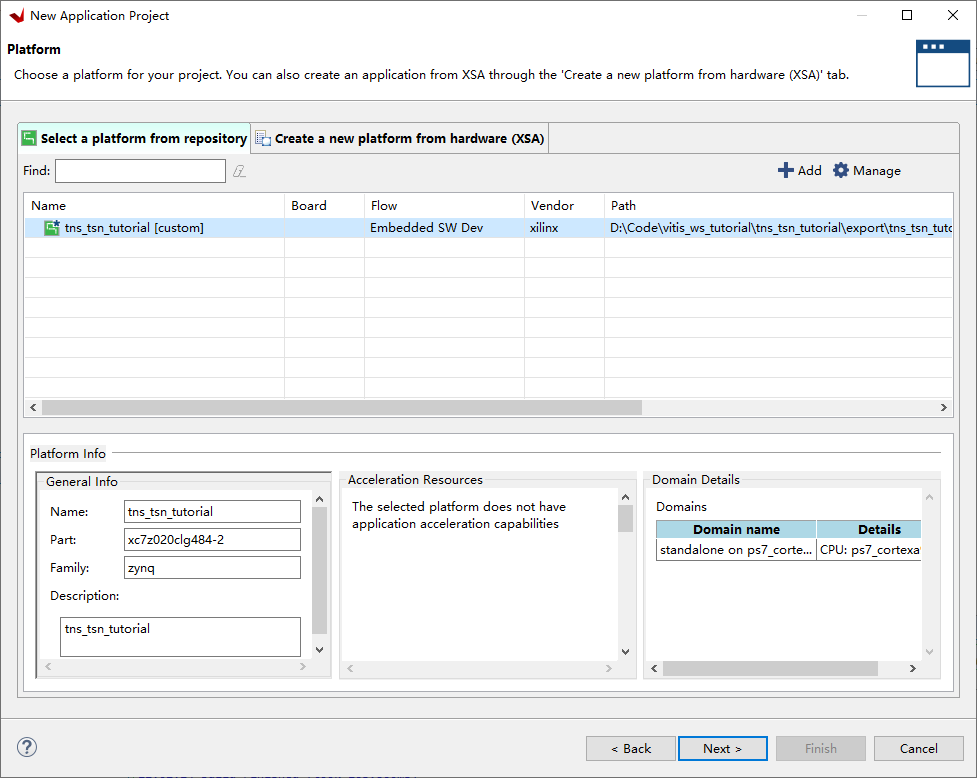 New Application Project
Platform
Choose a platform for your project. You can also create an application from XSA through the 'Create a new platform from hardware (XSA)' tab.
Select a platform from repository Create a new platform from hardware (XSA)
Find: Add Manage
Name Board Flow Vendor Path
tns_tsn_tutorial [custom] Embedded SW Dev xilinx D:\Code\vitis_ws_tutorial\tns_tsn_tutorial\export\tns_tsn_tuto
Platform Info
General Info
Name: tns_tsn_tutorial
Part: xc7z020clg484-2
Family: zynq
Description:
tns_tsn_tutorial
Acceleration Resources
The selected platform does not have
application acceleration capabilities
Domain Details
Domains
Domain name Details
standalone on ps7_corte... CPU: ps7_cortexa
< Back Next > Finish Cancel